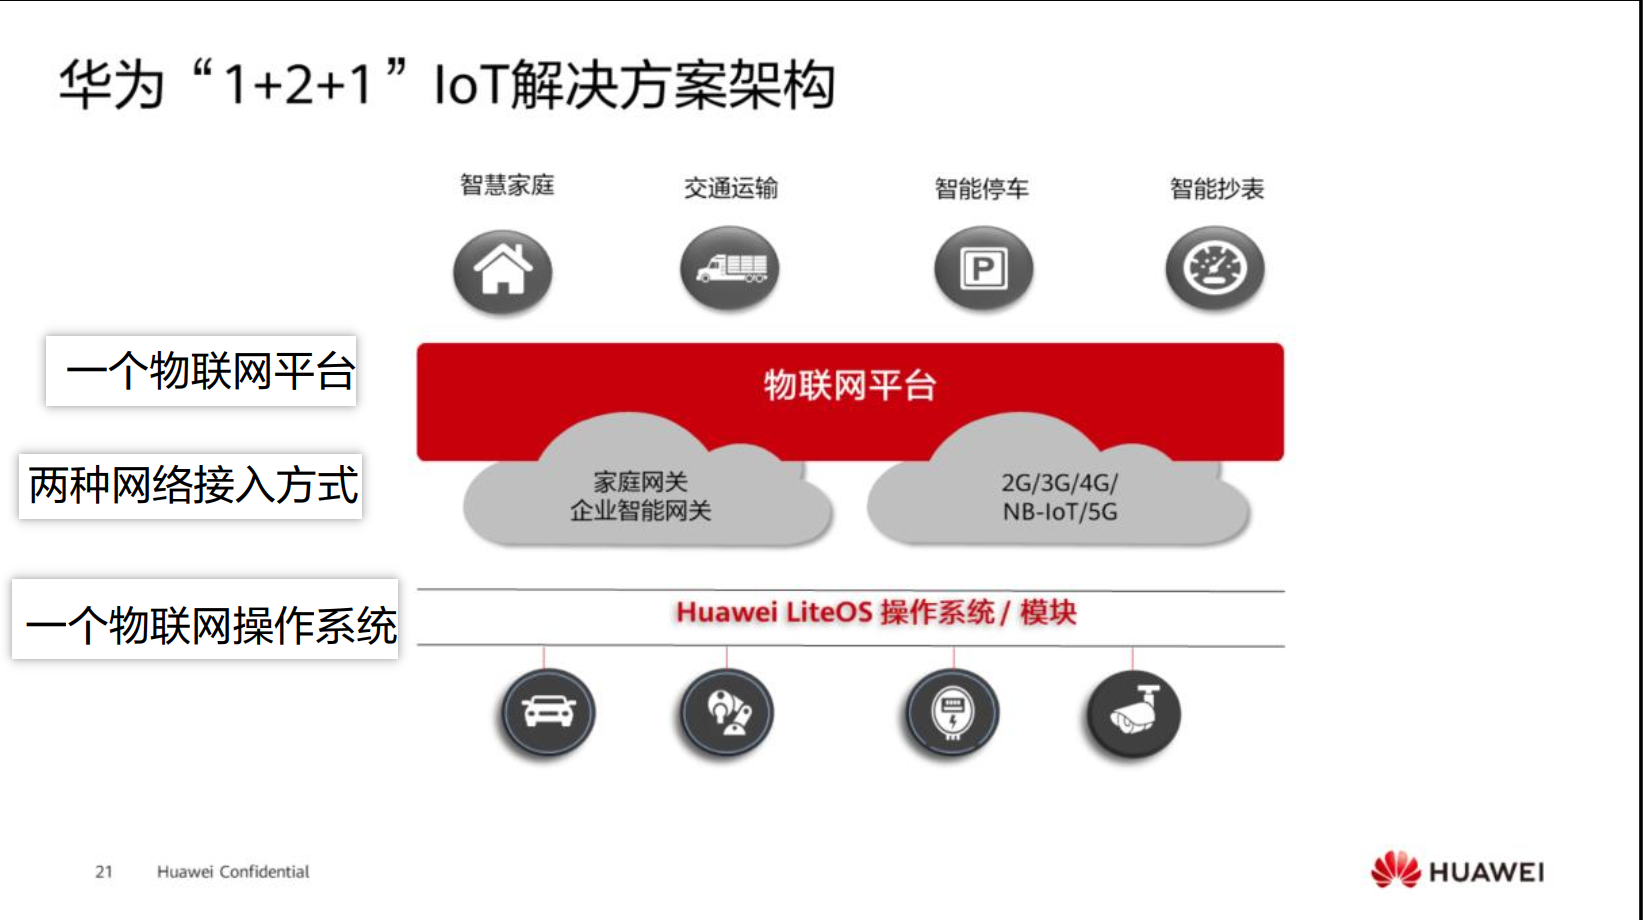 华为“1+2+1”IoT解决方案架构
智慧家庭
交通运输
智能停车
智能抄表
P
一个物联网平台
物联网平台
两种网络接入方式
家庭网关
企业智能网关
2G/3G/4G/
NB-IoT/5G
一个物联网操作系统
Huawei LiteOS 操作系统 / 模块
21
Huawei Confidential
HUAWEI